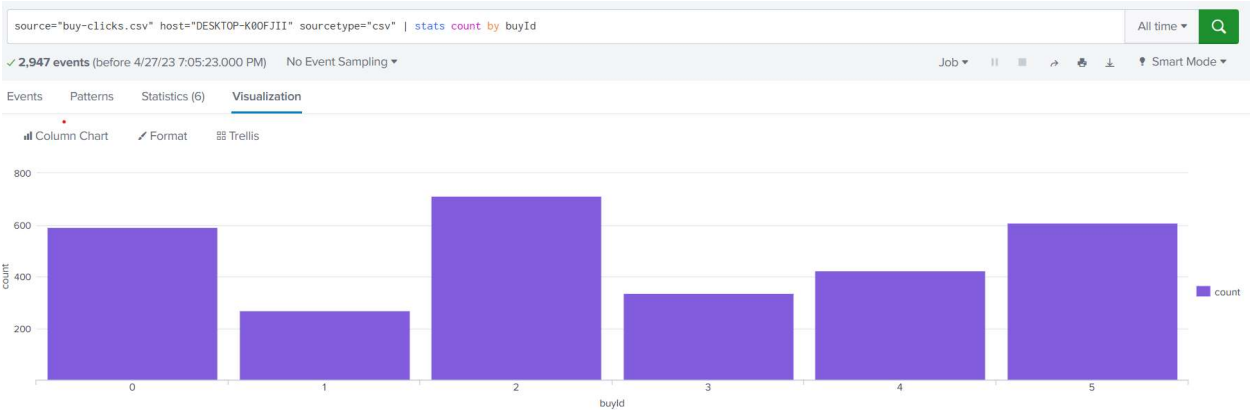 source="buy-clicks.csv" host="DESKTOP-K0OFJII" sourcetype="csv" | stats count by buyId
All time
2,947 events (before 4/27/23 7:05:23.000 PM) No Event Sampling
Job
Smart Mode
Events Patterns Statistics (6) Visualization
Column Chart Format Trellis
800
600
400
200
count
0 1 2 3 4 5
buyId
count